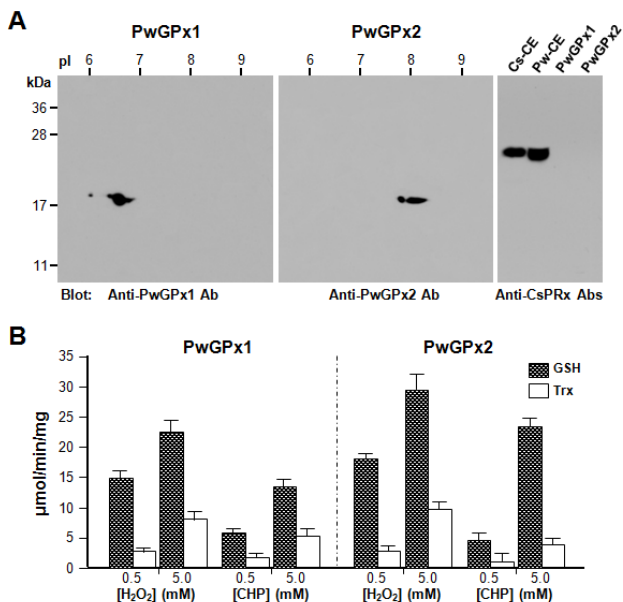 A
PwGPx1
PwGPx2
Cs-CE
Pw-CE
PwGPx1
PwGPx2
pI 6 7 8 9
6 7 8 9
kDa
36
28
17
11
Blot: Anti-PwGPx1 Ab
Anti-PwGPx2 Ab
Anti-CsPRx Abs
B
PwGPx1
PwGPx2
GSH
Trx
µmol/min/mg
35
30
25
20
15
10
5
0
0.5 5.0 0.5 5.0 0.5 5.0 0.5 5.0
[H₂O₂] (mM) [CHP] (mM) [H₂O₂] (mM) [CHP] (mM)